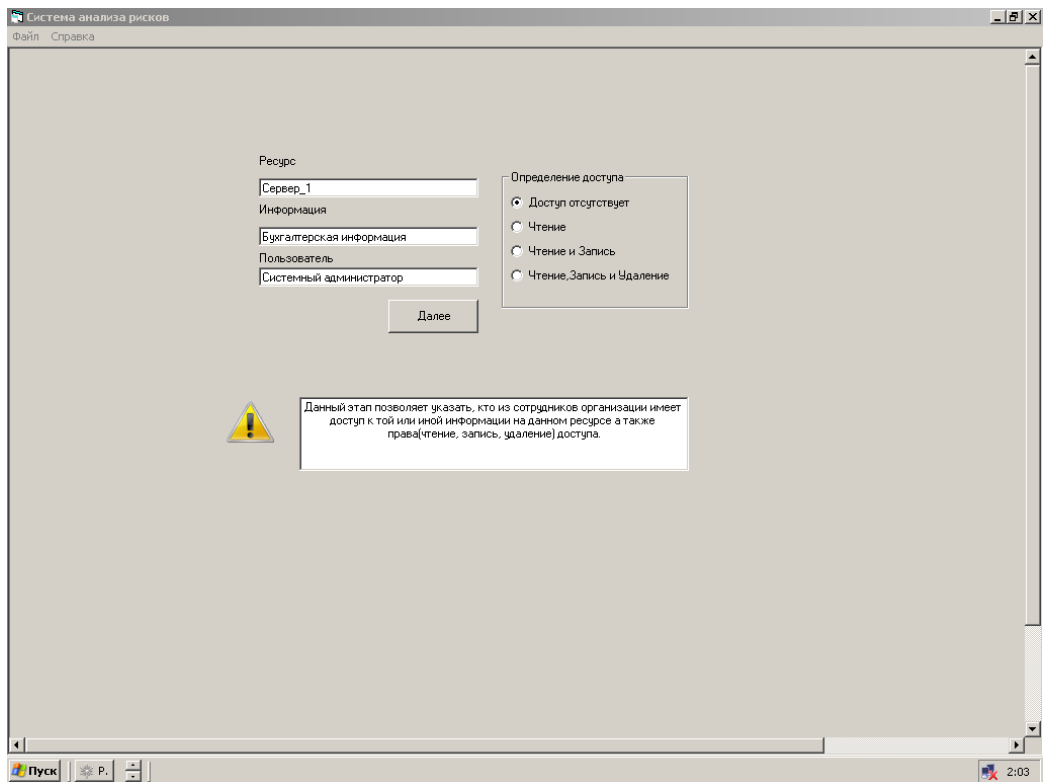 Система анализа рисков
Файл Справка
Ресурс
Сервер_1
Информация
Бухгалтерская информация
Пользователь
Системный администратор
Далее
Определение доступа
Доступ отсутствует
Чтение
Чтение и Запись
Чтение,Запись и Удаление
Данный этап позволяет указать, кто из сотрудников организации имеет
доступ к той или иной информации на данном ресурсе а также
права(чтение, запись, удаление) доступа.
Пуск
Р.
2:03